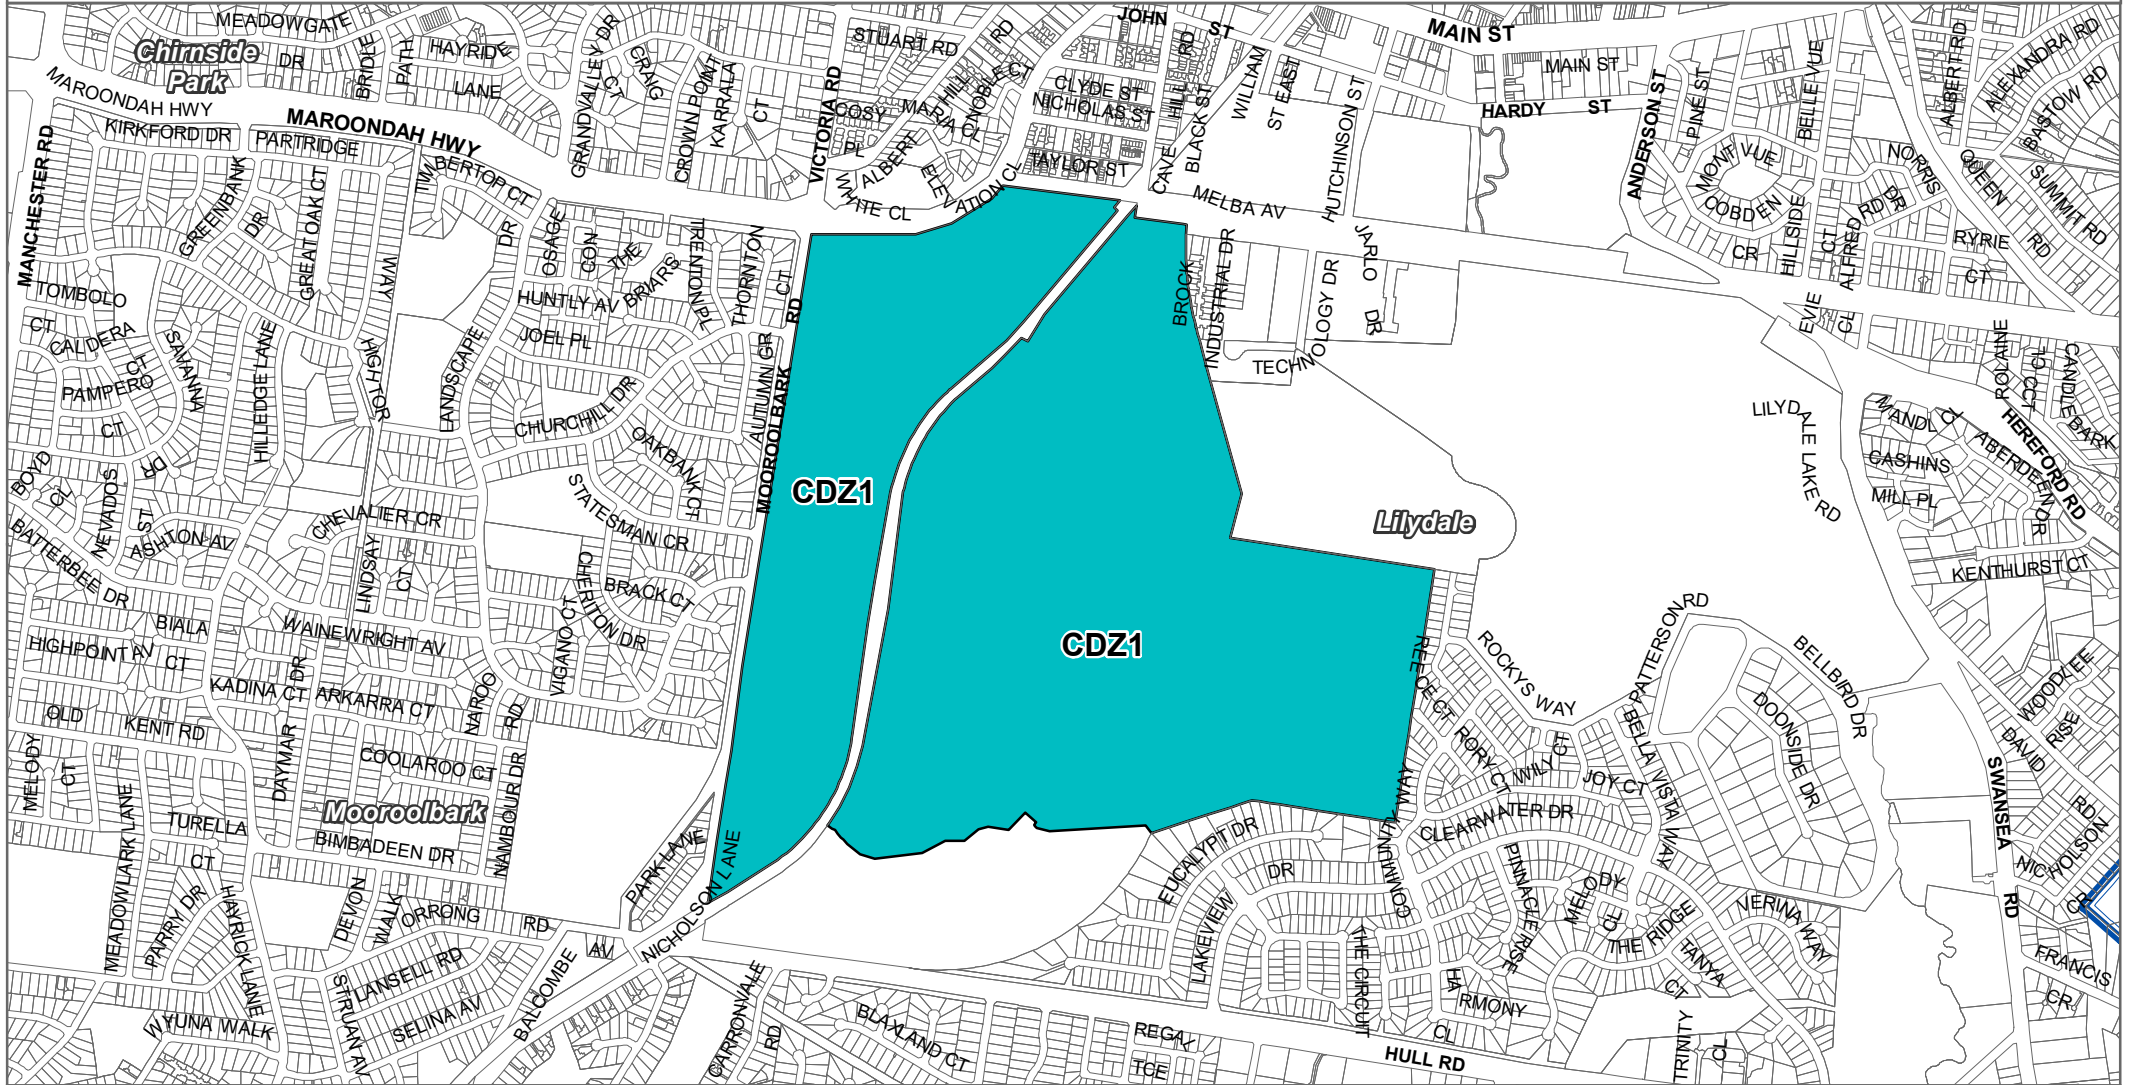 MEADOWGATE
DR
Chirnside
Park
BRIDLE
PATH
HAYRIDE
LANE
GRANDVALLEY DR
CRAIG
CT
CROWN POINT
KARRALA
CT
VICTORIA RD
STUART RD
COSY
PL
MARIA CL
ALBERT
HILL
RD
NOBLE CT
ELEVATION CL
WHITE CL
JOHN
ST
CLYDE ST
NICHOLAS ST
TAYLOR ST
CAVE
HILL
RD
BLACK ST
WILLIAM
ST EAST
HUTCHINSON ST
MELBA AV
MAIN ST
MAIN ST
HARDY
ST
ANDERSON ST
PINE ST
BELLE VUE
MONT VUE
COBDEN
CR
HILLSIDE
CT
ALFRED
RD
NORRIS
DR
ALBERT RD
ALEXANDRA RD
BASTOW RD
QUEEN
SUMMIT RD
RD
RYRIE
CT
MAROONDAH HWY
MAROONDAH HWY
KIRKFORD DR
PARTRIDGE
WAY
TIMBERTOP CT
MANCHESTER RD
GREENBANK
DR
GREAT OAK CT
OSAGE
CON
THE
BRIARS
TRENTON PL
THORNTON
CT
HUNTLY AV
JOEL PL
TOMBOLO
CT
CALDERA
CT
PAMPERO
CT
SAVANNA
DR
HILLEDGE LANE
HIGH TOR
LANDSCAPE
DR
CHURCHILL DR
AUTUMN GR
MOOROOLBARK
RD
OAKBANK CT
STATESMAN CR
BROCK
INDUSTRIAL DR
TECHNOLOGY DR
JARLO
DR
EVIE
CL
ROLAINE
CT
CANDLEBARK
HEREFORD RD
LILYDALE LAKE RD
MANDL CL
CASHINS
MILL PL
ABERDEEN DR
KENTHURST CT
CDZ1
CDZ1
Lilydale
BOYD
CL
NEVADOS
ST
ASHTON AV
BATTERBEE DR
CHEVALIER CR
LINDSAY
CT
CHERITON DR
BRACK CT
VIGANO CT
BIALA
CT
HIGHPOINT AV
WAINEWRIGHT AV
KADINA CT
DAYMAR
DR
ARKARRA CT
NAROO
RD
OLD
KENT RD
MELODY
CT
COOLAROO CT
NAMBOUR DR
Mooroolbark
TURELLA
CT
BIMBADEEN DR
MEADOWLARK LANE
PARRY DR
HAYRICK LANE
DEVON
WALK
ORRONG
RD
LANSELL RD
SELINA AV
STRUAN AV
WYUNA WALK
BALCOMBE
AV
PARK LANE
NICHOLSON LANE
CARRONVALE
RD
BLAXLAND CT
REGAL
TCE
HULL RD
REECE CT
ROCKYS WAY
RORY CT
WILY CT
JOY CT
CLEARWATER DR
BELLA VISTA WAY
PATTERSON RD
BELLBIRD DR
DOONSIDE DR
COMMUNITY WAY
EUCALYPT DR
DR
LAKEVIEW
THE CIRCUIT
PINNACLE RISE
MELODY
CL
THE RIDGE
TANYA
CT
VERINA WAY
HARMONY
CL
TRINITY
CL
WOODLEE
RISE
DAVID
RD
SWANSEA
RD
NICHOLSON
CR
FRANCIS
CR